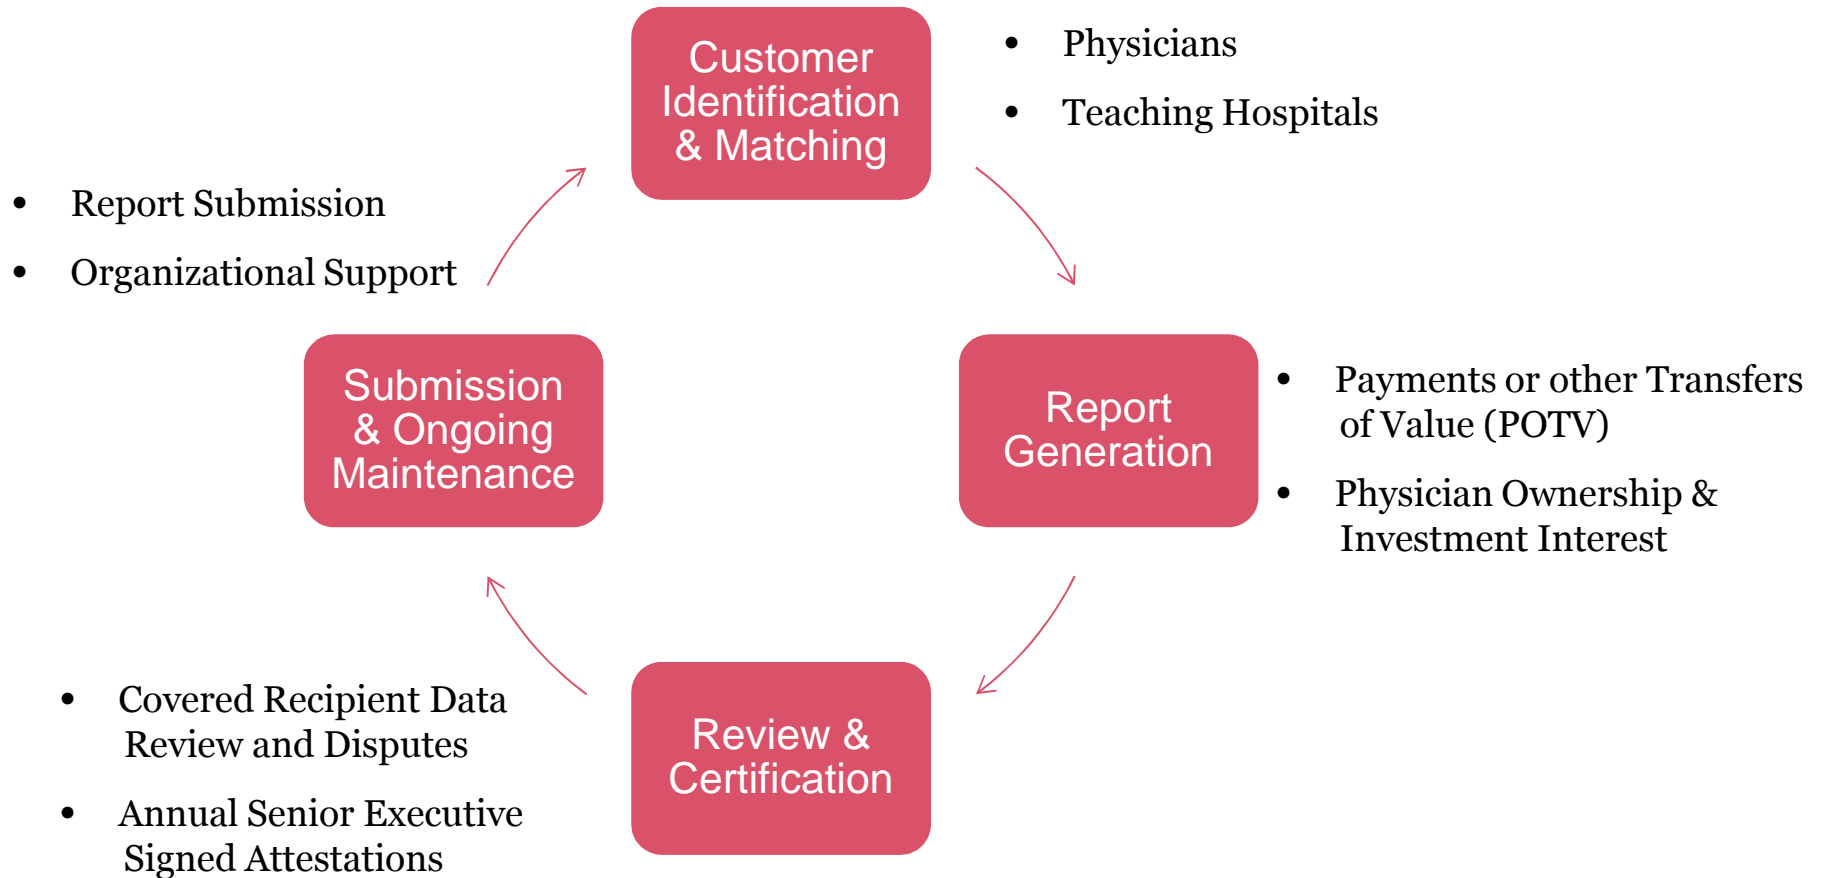 Customer
Identification
& Matching
• Physicians
• Teaching Hospitals
Report
Generation
• Payments or other Transfers
of Value (POTV)
• Physician Ownership &
Investment Interest
Review &
Certification
• Covered Recipient Data
Review and Disputes
• Annual Senior Executive
Signed Attestations
Submission
& Ongoing
Maintenance
• Report Submission
• Organizational Support